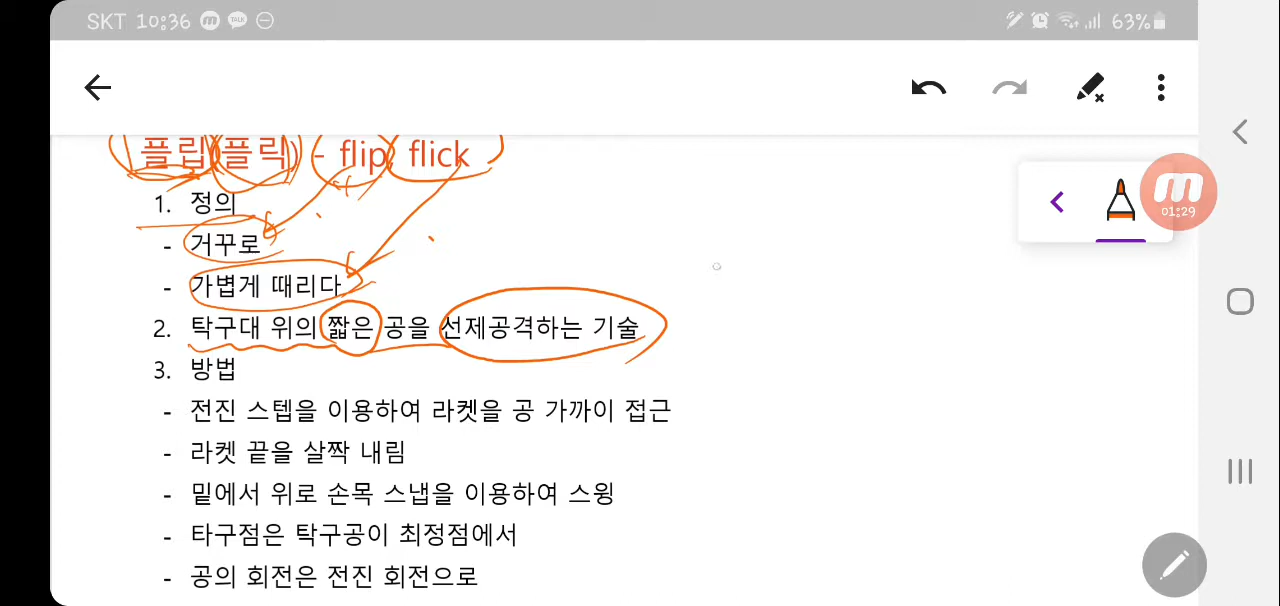 SKT 10:36 m TALK 63%
플립(플릭) - flip, flick
1. 정의
- 거꾸로
- 가볍게 때리다
2. 탁구대 위의 짧은 공을 선제공격하는 기술
3. 방법
- 전진 스텝을 이용하여 라켓을 공 가까이 접근
- 라켓 끝을 살짝 내림
- 밑에서 위로 손목 스냅을 이용하여 스윙
- 타구점은 탁구공이 최정점에서
- 공의 회전은 전진 회전으로
m
01:29